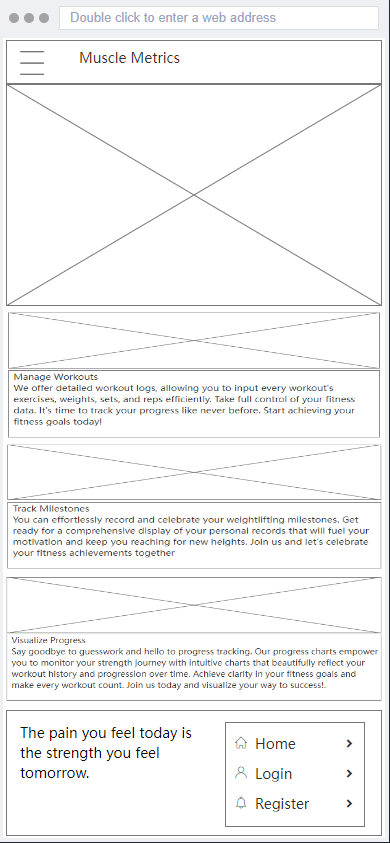 Double click to enter a web address
Muscle Metrics
Manage Workouts
We offer detailed workout logs, allowing you to input every workout's
exercises, weights, sets, and reps efficiently. Take full control of your fitness
data. It's time to track your progress like never before. Start achieving your
fitness goals today!
Track Milestones
You can effortlessly record and celebrate your weightlifting milestones. Get
ready for a comprehensive display of your personal records that will fuel your
motivation and keep you reaching for new heights. Join us and let's celebrate
your fitness achievements together
Visualize Progress
Say goodbye to guesswork and hello to progress tracking. Our progress charts empower
you to monitor your strength journey with intuitive charts that beautifully reflect your
workout history and progression over time. Achieve clarity in your fitness goals and
make every workout count. Join us today and visualize your way to success!.
The pain you feel today is
the strength you feel
tomorrow.
Home
Login
Register